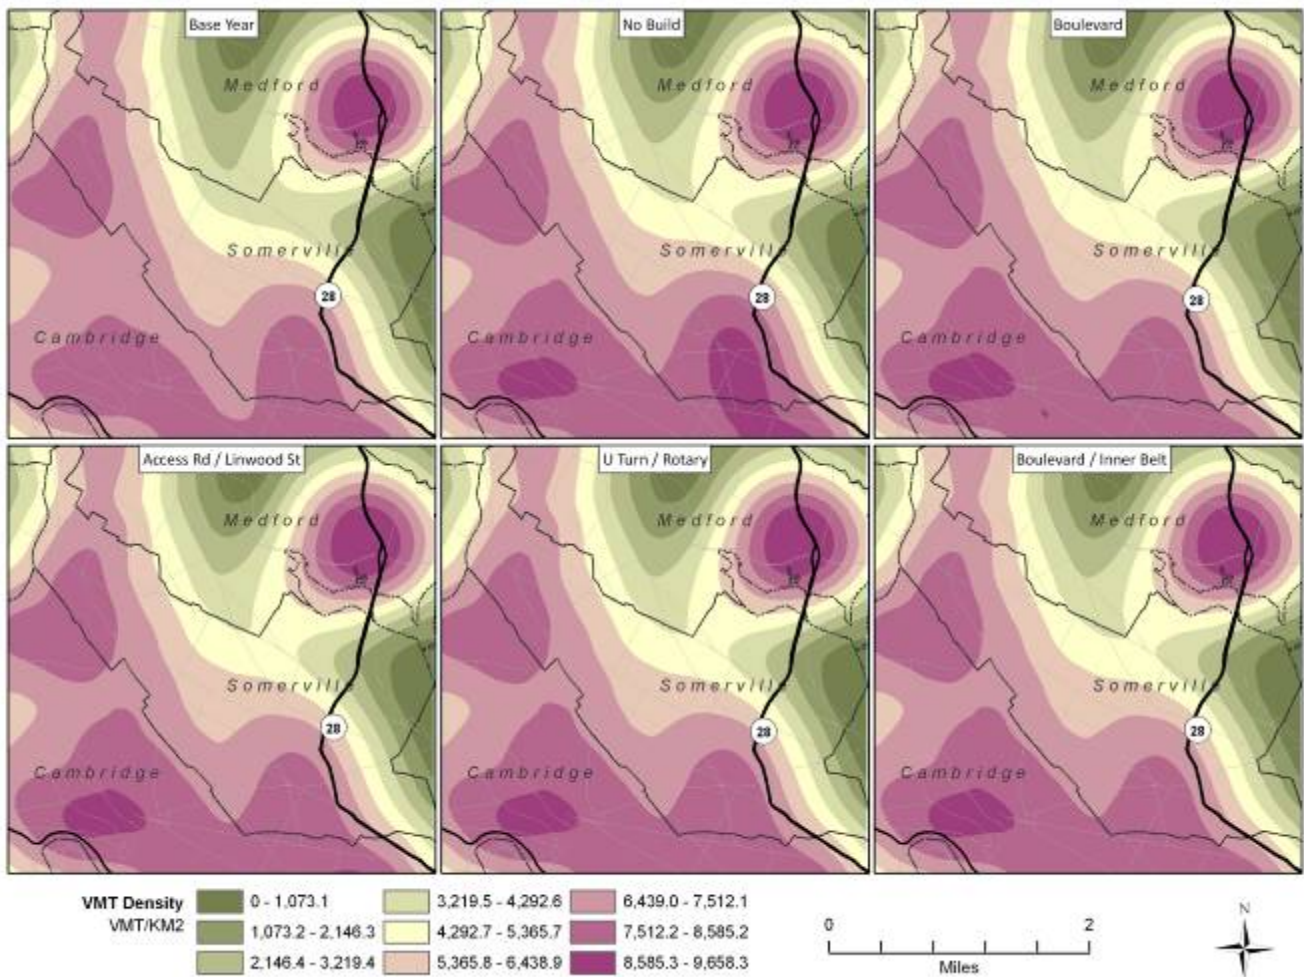 Base Year
No Build
Boulevard
Medford
Medford
Medford
Somerville
Somerville
Somerville
28
28
28
Cambridge
Cambridge
Cambridge
Access Rd / Linwood St
U Turn / Rotary
Boulevard / Inner Belt
Medford
Medford
Medford
Somerville
Somerville
Somerville
28
28
28
Cambridge
Cambridge
Cambridge
VMT Density
VMT/KM2
0 - 1,073.1
1,073.2 - 2,146.3
2,146.4 - 3,219.4
3,219.5 - 4,292.6
4,292.7 - 5,365.7
5,365.8 - 6,438.9
6,439.0 - 7,512.1
7,512.2 - 8,585.2
8,585.3 - 9,658.3
0 2
Miles
N